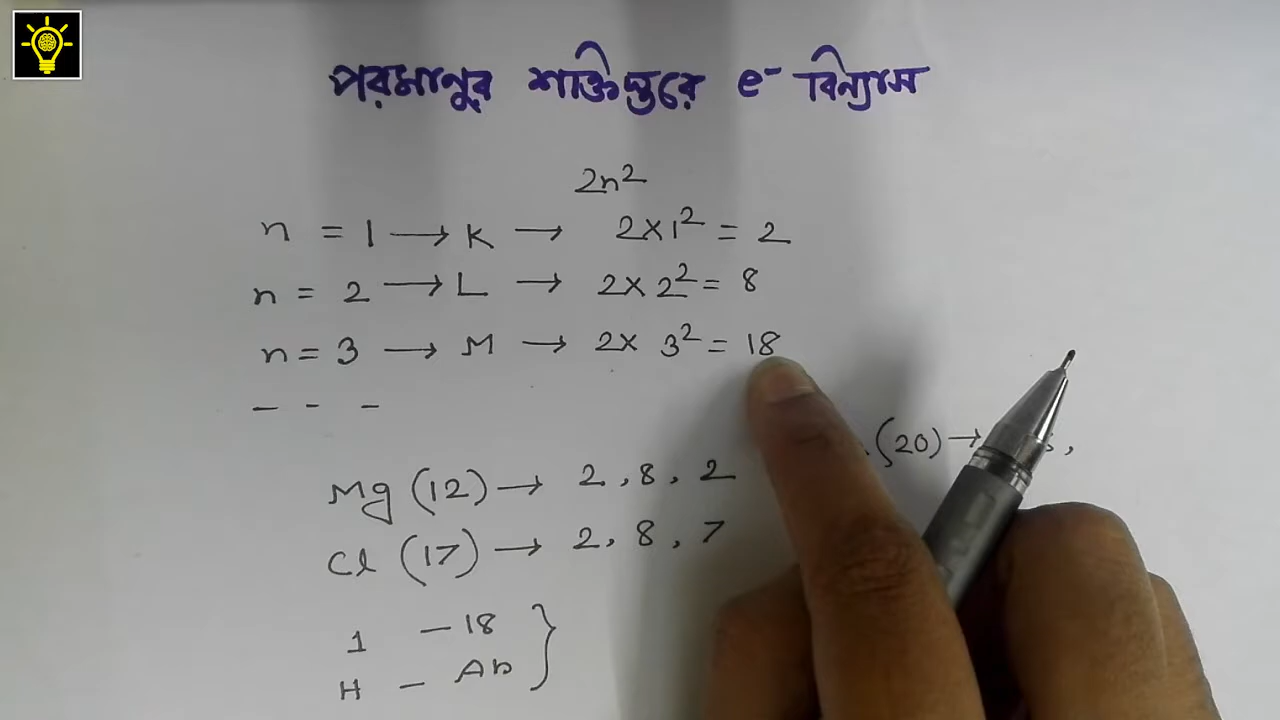 পরমানুর শক্তিস্তরে e⁻ বিন্যাস
2n²
n = 1 → K → 2×1² = 2
n = 2 → L → 2×2² = 8
n = 3 → M → 2×3² = 18
- - -
(20) → ,
Mg (12) → 2, 8, 2
Cl (17) → 2, 8, 7
1 — 18
H —